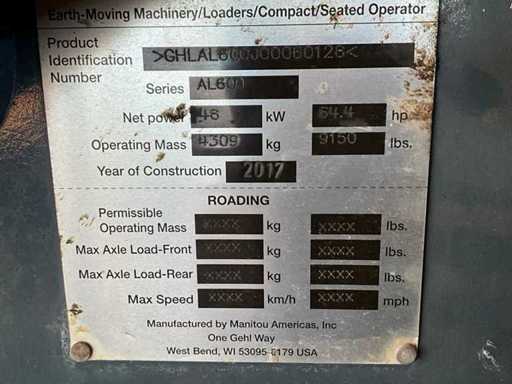 Earth-Moving Machinery/Loaders/Compact/Seated Operator
Product
Identification
Number
Series AL600 0
Net power 48 kW 64.4 hp
Operating Mass 4309 kg 9150 lbs.
Year of Construction 2017
ROADING
Permissible
Operating Mass XXXX kg XXXX lbs.
Max Axle Load-Front XXXX kg XXXX lbs.
Max Axle Load-Rear XXXX kg XXXX lbs.
Max Speed XXXX km/h XXXX mph
Manufactured by Manitou Americas, Inc
One Gehl Way
West Bend, WI 53095-0179 USA